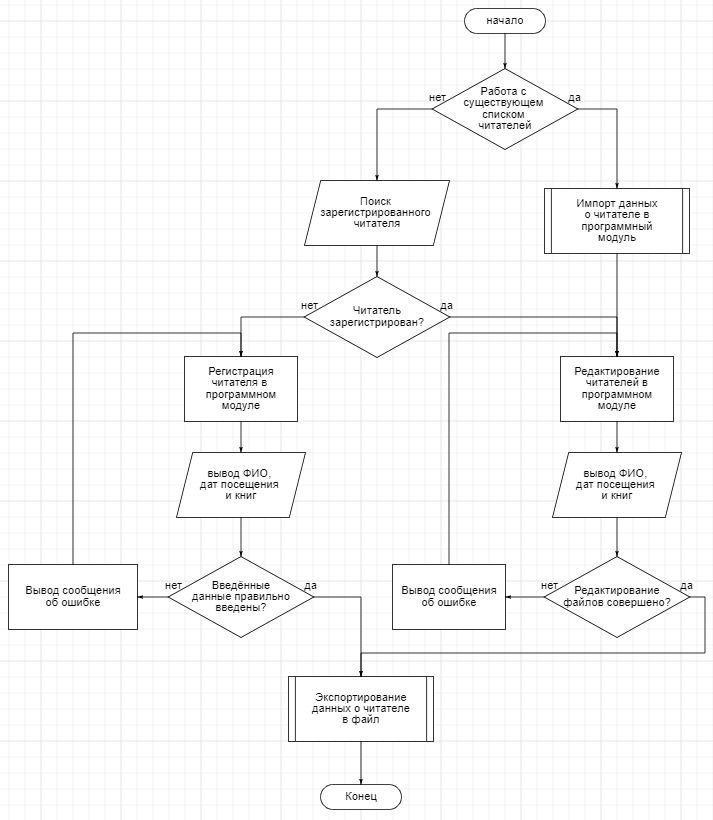 начало
Работа с
существующем
списком
читателей
нет
да
Поиск
зарегистрированного
читателя
Импорт данных
о читателе в
программный
модуль
Читатель
зарегистрирован?
нет
да
Регистрация
читателя в
программном
модуле
Редактирование
читателей в
программном
модуле
вывод ФИО,
дат посещения
и книг
вывод ФИО,
дат посетения
и книг
Вывод сообщения
об ошибке
нет
Введённые
данные правильно
введены?
да
Вывод сообщения
об ошибке
нет
Редактирование
файлов совершено?
да
Экспортирование
данных о читателе
в файл
Конец